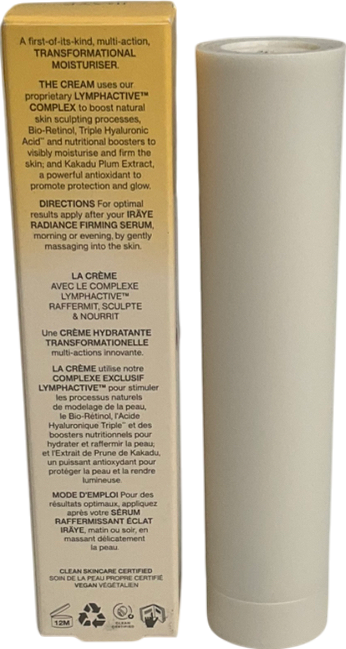 A first-of-its-kind, multi-action,
TRANSFORMATIONAL
MOISTURISER.
THE CREAM uses our
proprietary LYMPHACTIVE™
COMPLEX to boost natural
skin sculpting processes,
Bio-Retinol, Triple Hyaluronic
Acid™ and nutritional boosters to
visibly moisturise and firm the
skin; and Kakadu Plum Extract,
a powerful antioxidant to
promote protection and glow.
DIRECTIONS For optimal
results apply after your IRÄYE
RADIANCE FIRMING SERUM,
morning or evening, by gently
massaging into the skin.
LA CRÈME
AVEC LE COMPLEXE
LYMPHACTIVE™
RAFFERMIT, SCULPTE
& NOURRIT
Une CRÈME HYDRATANTE
TRANSFORMATIONELLE
multi-actions innovante.
LA CRÈME utilise notre
COMPLEXE EXCLUSIF
LYMPHACTIVE™ pour stimuler
les processus naturels
de modelage de la peau,
le Bio-Rétinol, l'Acide
Hyaluronique Triple™ et des
boosters nutritionnels pour
hydrater et raffermir la peau;
et l'Extrait de Prune de Kakadu,
un puissant antioxydant pour
protéger la peau et la rendre
lumineuse.
MODE D'EMPLOI Pour des
résultats optimaux, appliquez
après votre SÉRUM
RAFFERMISSANT ÉCLAT
IRÄYE, matin ou soir, en
massant délicatement
la peau.
CLEAN SKINCARE CERTIFIED
SOIN DE LA PEAU PROPRE CERTIFIÉ
VEGAN VÉGÉTALIEN
12M
CLEAN
CERTIFIED